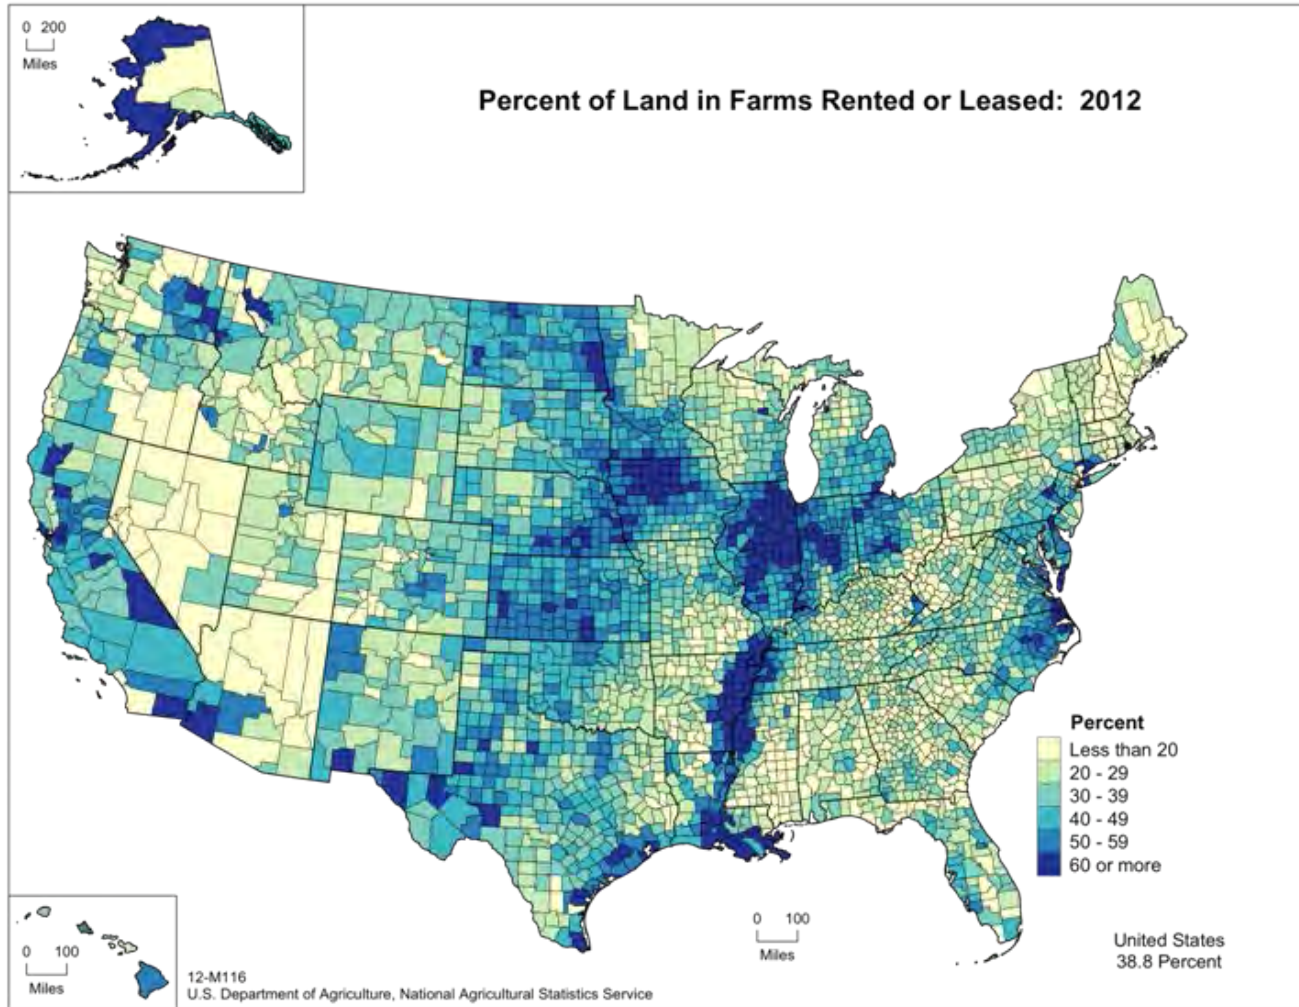 0 200
Miles
Percent of Land in Farms Rented or Leased: 2012
Percent
Less than 20
20 - 29
30 - 39
40 - 49
50 - 59
60 or more
0 100
Miles
United States
38.8 Percent
0 100
Miles
12-M116
U.S. Department of Agriculture, National Agricultural Statistics Service